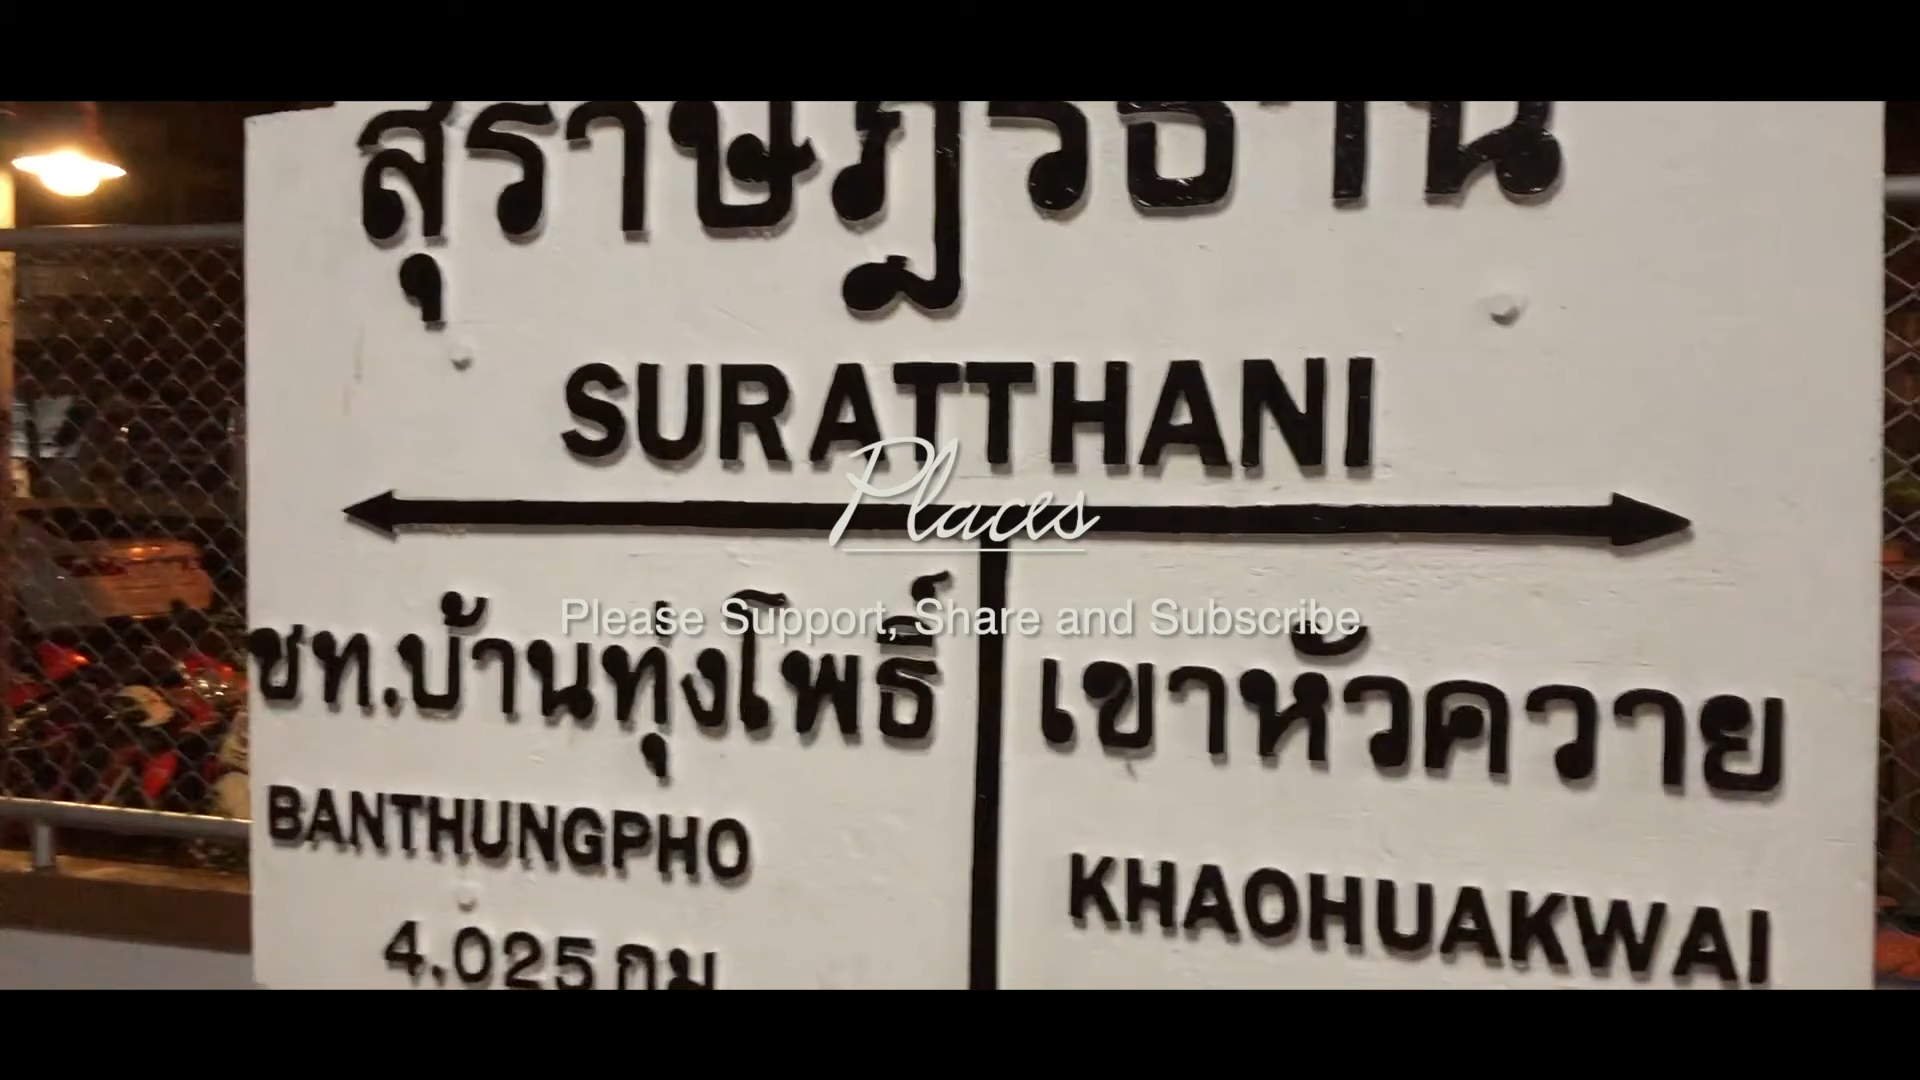 สุราษฎร์ธานี
SURATTHANI
Places
Please Support, Share and Subscribe
ชท.บ้านทุ่งโพธิ์
เขาหัวควาย
BANTHUNGPHO
KHAOHUAKWAI
4.025 กม